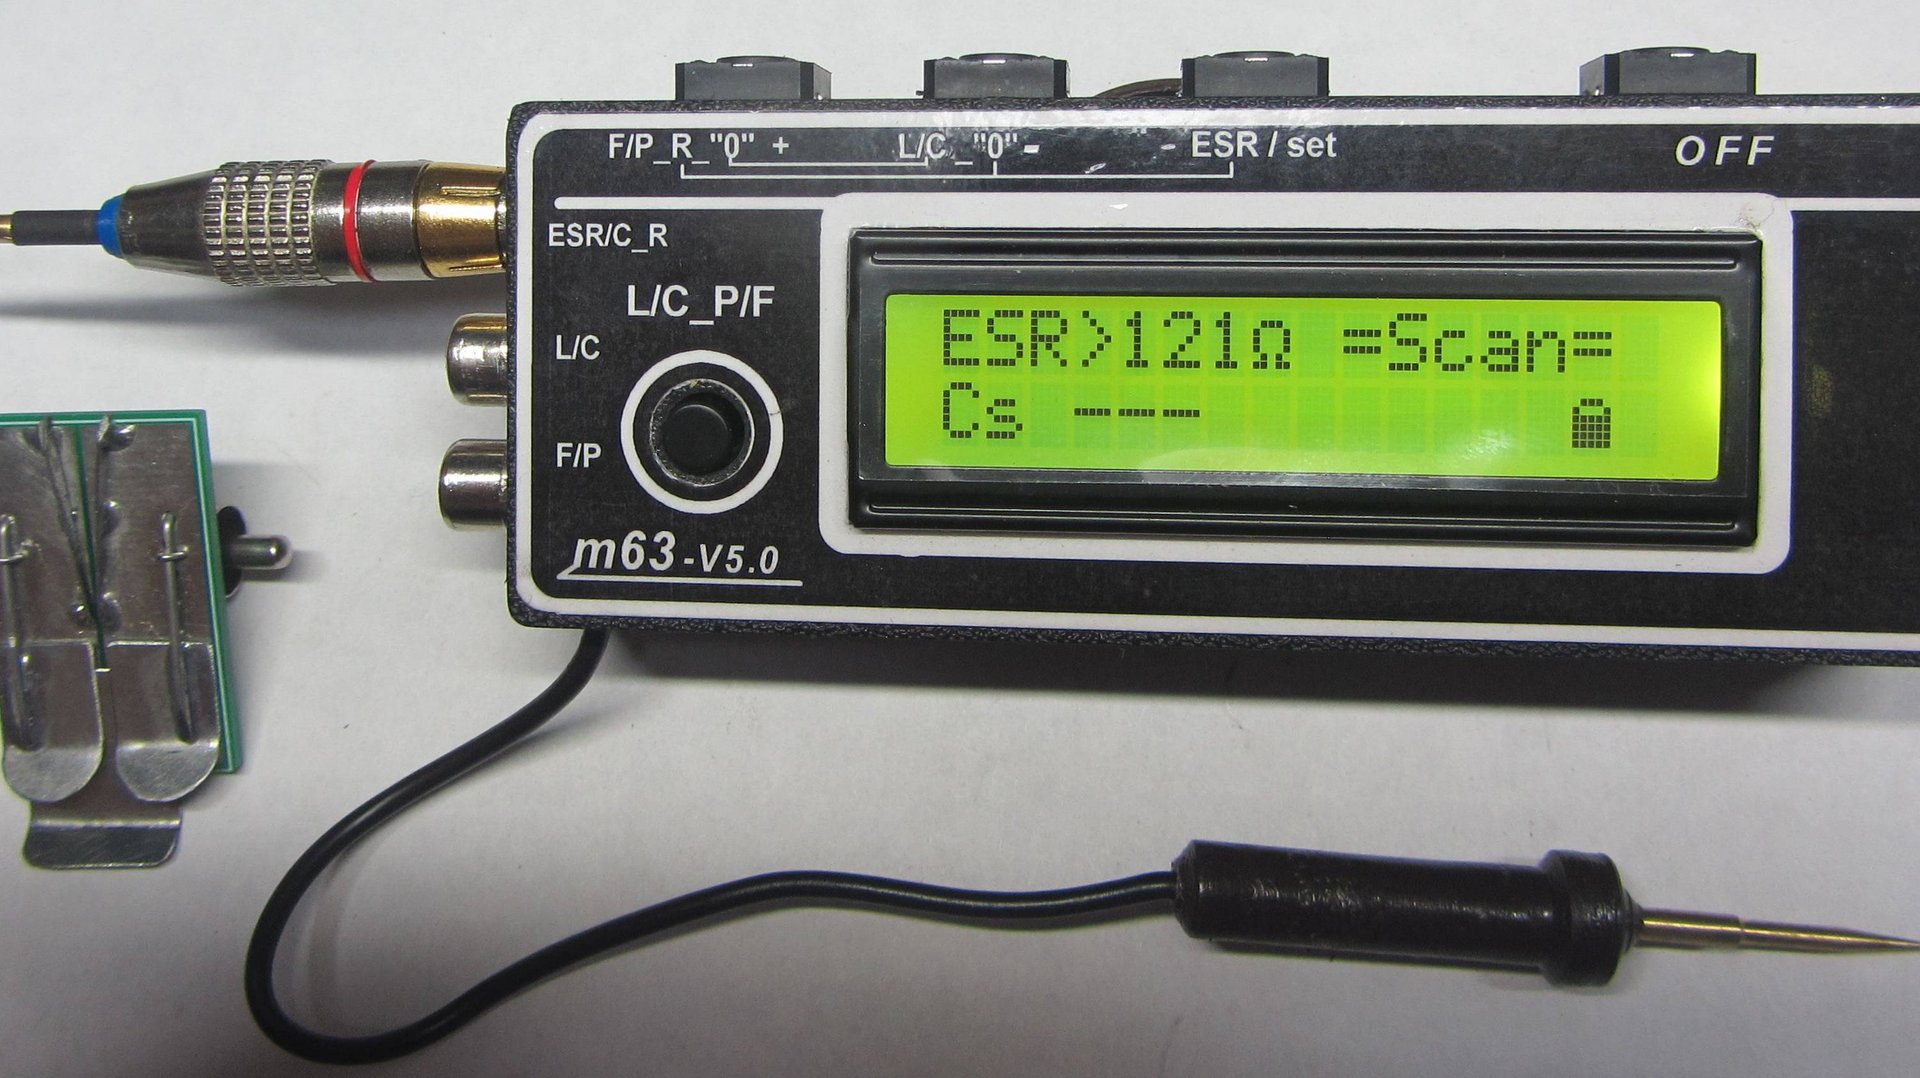 F/P_R_"0" + L/C_"0"- - ESR / set OFF
ESR/C_R
L/C_P/F
L/C
F/P
m63-V5.0
ESR>121Ω =Scan=
Cs ---